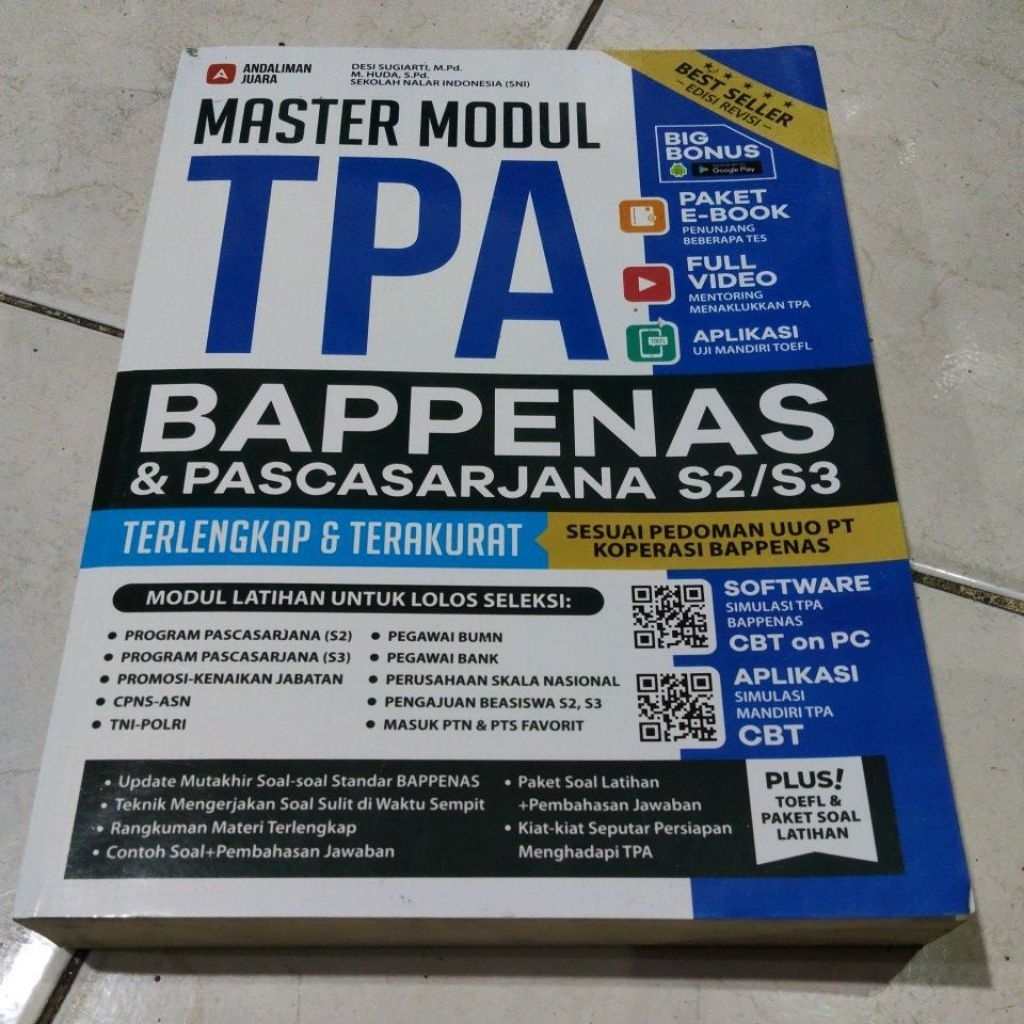 ANDALIMAN
JUARA
DESI SUGIARTI, M.Pd.
M. HUDA, S.Pd.
SEKOLAH NALAR INDONESIA (SNI)
BEST SELLER
– EDISI REVISI –
MASTER MODUL
TPA
BIG
BONUS
Google Play
PAKET
E-BOOK
PENUNJANG
BEBERAPA TES
FULL
VIDEO
MENTORING
MENAKLUKKAN TPA
TOEFL
APLIKASI
UJI MANDIRI TOEFL
BAPPENAS
& PASCASARJANA S2/S3
TERLENGKAP & TERAKURAT
SESUAI PEDOMAN UUO PT
KOPERASI BAPPENAS
MODUL LATIHAN UNTUK LOLOS SELEKSI:
• PROGRAM PASCASARJANA (S2)
• PROGRAM PASCASARJANA (S3)
• PROMOSI-KENAIKAN JABATAN
• CPNS-ASN
• TNI-POLRI
• PEGAWAI BUMN
• PEGAWAI BANK
• PERUSAHAAN SKALA NASIONAL
• PENGAJUAN BEASISWA S2, S3
• MASUK PTN & PTS FAVORIT
SOFTWARE
SIMULASI TPA
BAPPENAS
CBT on PC
APLIKASI
SIMULASI
MANDIRI TPA
CBT
• Update Mutakhir Soal-soal Standar BAPPENAS
• Teknik Mengerjakan Soal Sulit di Waktu Sempit
• Rangkuman Materi Terlengkap
• Contoh Soal+Pembahasan Jawaban
• Paket Soal Latihan
+Pembahasan Jawaban
• Kiat-kiat Seputar Persiapan
Menghadapi TPA
PLUS!
TOEFL &
PAKET SOAL
LATIHAN